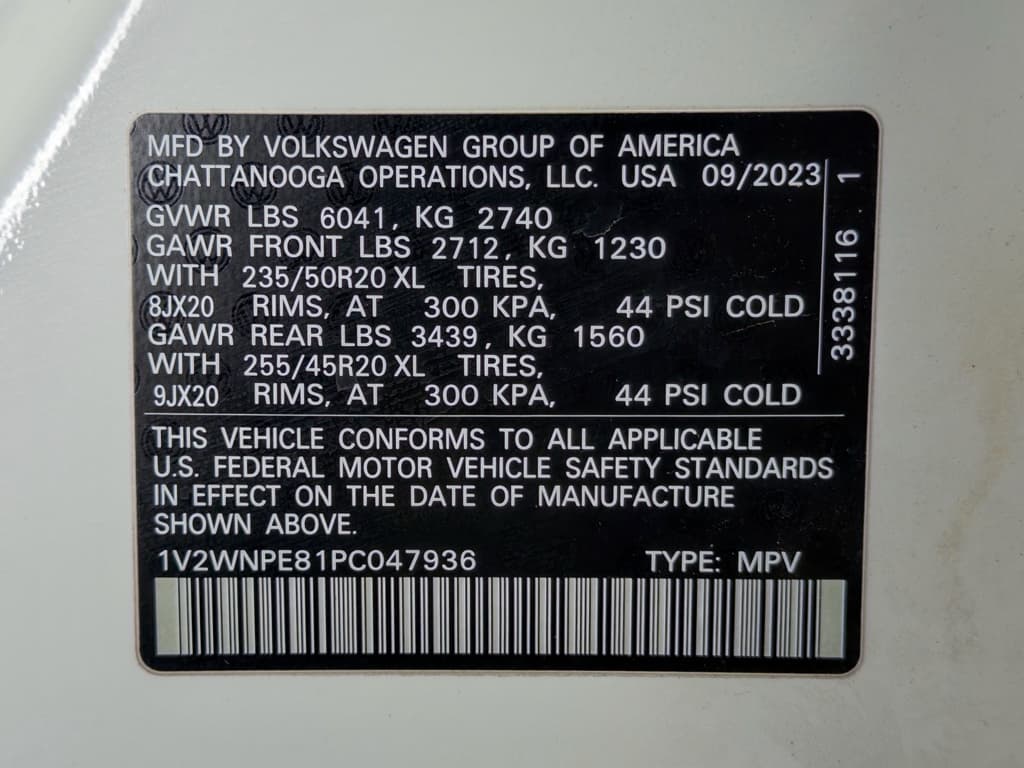 MFD BY VOLKSWAGEN GROUP OF AMERICA
CHATTANOOGA OPERATIONS, LLC. USA 09/2023
GVWR LBS 6041, KG 2740
GAWR FRONT LBS 2712, KG 1230
WITH 235/50R20 XL TIRES,
8JX20 RIMS, AT 300 KPA, 44 PSI COLD
GAWR REAR LBS 3439, KG 1560
WITH 255/45R20 XL TIRES,
9JX20 RIMS, AT 300 KPA, 44 PSI COLD
3338116 1
THIS VEHICLE CONFORMS TO ALL APPLICABLE
U.S. FEDERAL MOTOR VEHICLE SAFETY STANDARDS
IN EFFECT ON THE DATE OF MANUFACTURE
SHOWN ABOVE.
1V2WNPE81PC047936 TYPE: MPV